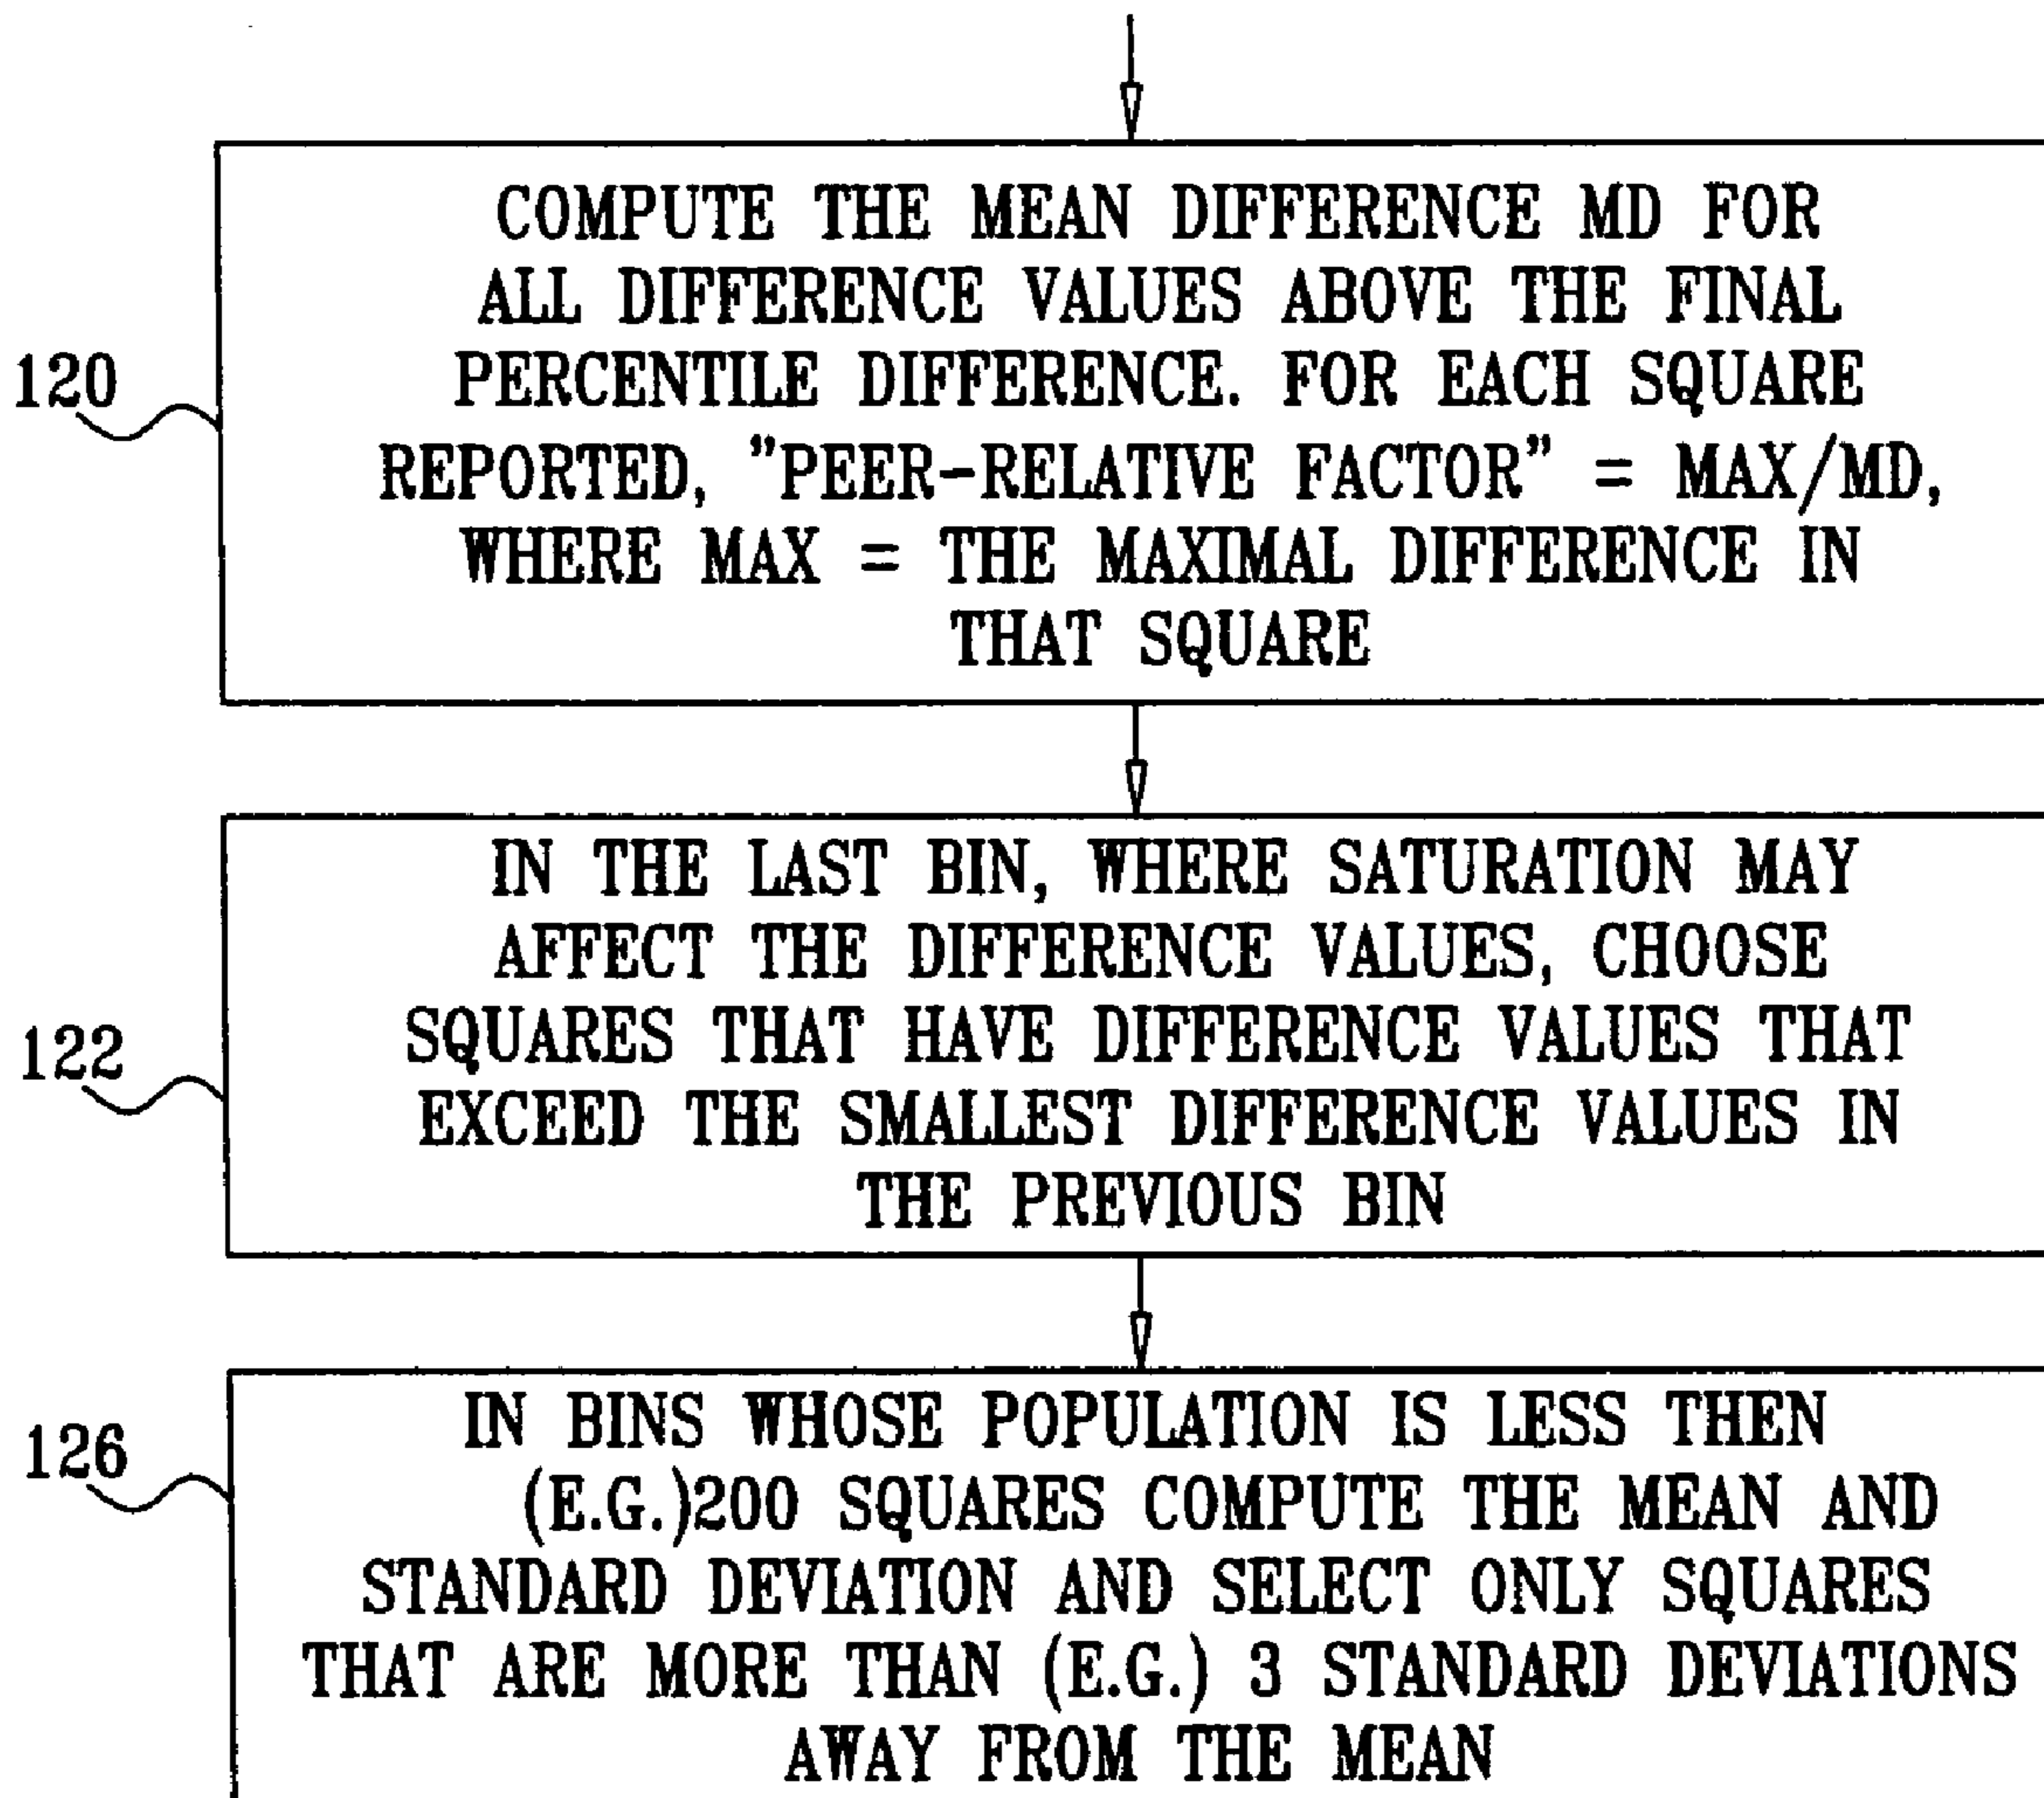 COMPUTE THE MEAN DIFFERENCE MD FOR
ALL DIFFERENCE VALUES ABOVE THE FINAL
PERCENTILE DIFFERENCE. FOR EACH SQUARE
REPORTED, "PEER-RELATIVE FACTOR" = MAX/MD,
WHERE MAX = THE MAXIMAL DIFFERENCE IN
THAT SQUARE
120
IN THE LAST BIN, WHERE SATURATION MAY
AFFECT THE DIFFERENCE VALUES, CHOOSE
SQUARES THAT HAVE DIFFERENCE VALUES THAT
EXCEED THE SMALLEST DIFFERENCE VALUES IN
THE PREVIOUS BIN
122
IN BINS WHOSE POPULATION IS LESS THEN
(E.G.)200 SQUARES COMPUTE THE MEAN AND
STANDARD DEVIATION AND SELECT ONLY SQUARES
THAT ARE MORE THAN (E.G.) 3 STANDARD DEVIATIONS
AWAY FROM THE MEAN
126